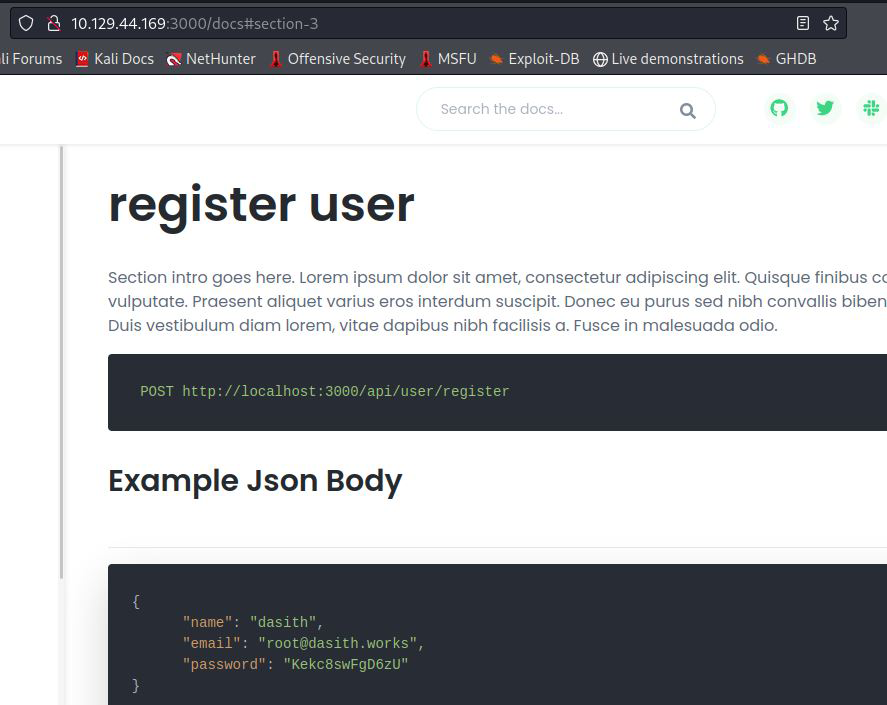 10.129.44.169:3000/docs#section-3
li Forums Kali Docs NetHunter Offensive Security MSFU Exploit-DB Live demonstrations GHDB
Search the docs...
register user
Section intro goes here. Lorem ipsum dolor sit amet, consectetur adipiscing elit. Quisque finibus co
vulputate. Praesent aliquet varius eros interdum suscipit. Donec eu purus sed nibh convallis biben
Duis vestibulum diam lorem, vitae dapibus nibh facilisis a. Fusce in malesuada odio.
POST http://localhost:3000/api/user/register
Example Json Body
{
"name": "dasith",
"email": "root@dasith.works",
"password": "Kekc8swFgD6zU"
}